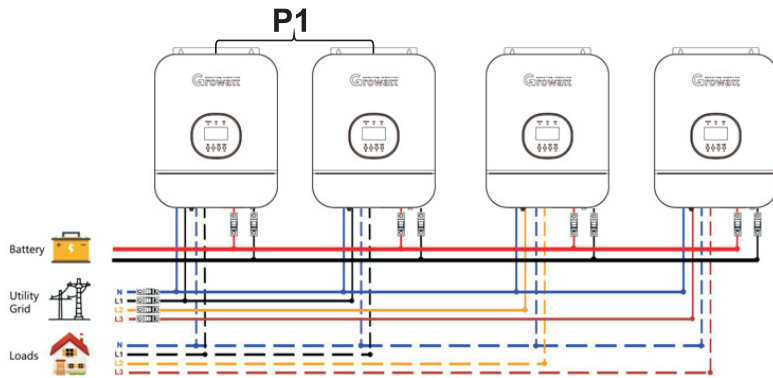 P1
Growatt Growatt Growatt Growatt
Battery
Utility
Grid
N
L1
L2
L3
Loads
N
L1
L2
L3